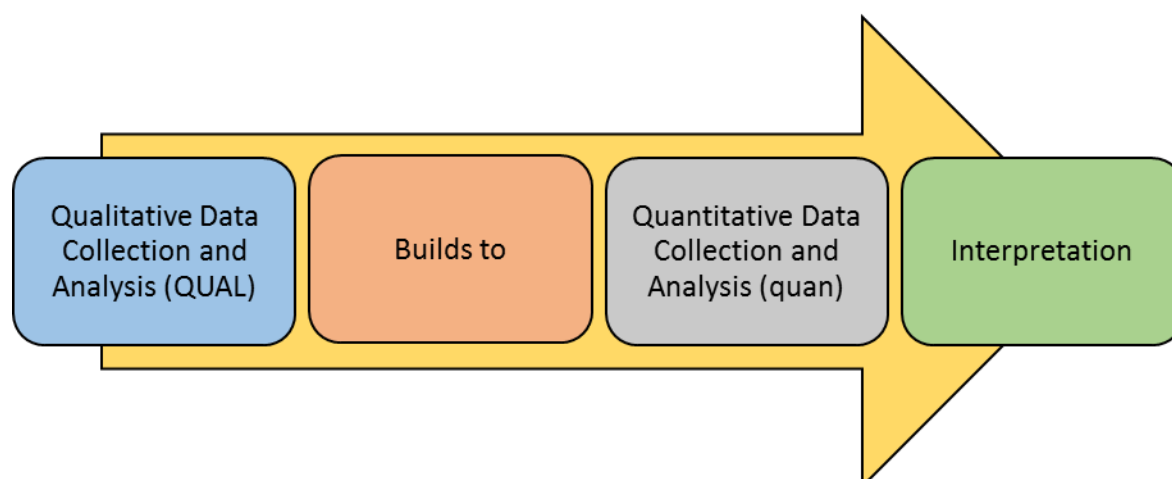 Qualitative Data
Collection and
Analysis (QUAL)
Builds to
Quantitative Data
Collection and
Analysis (quan)
Interpretation